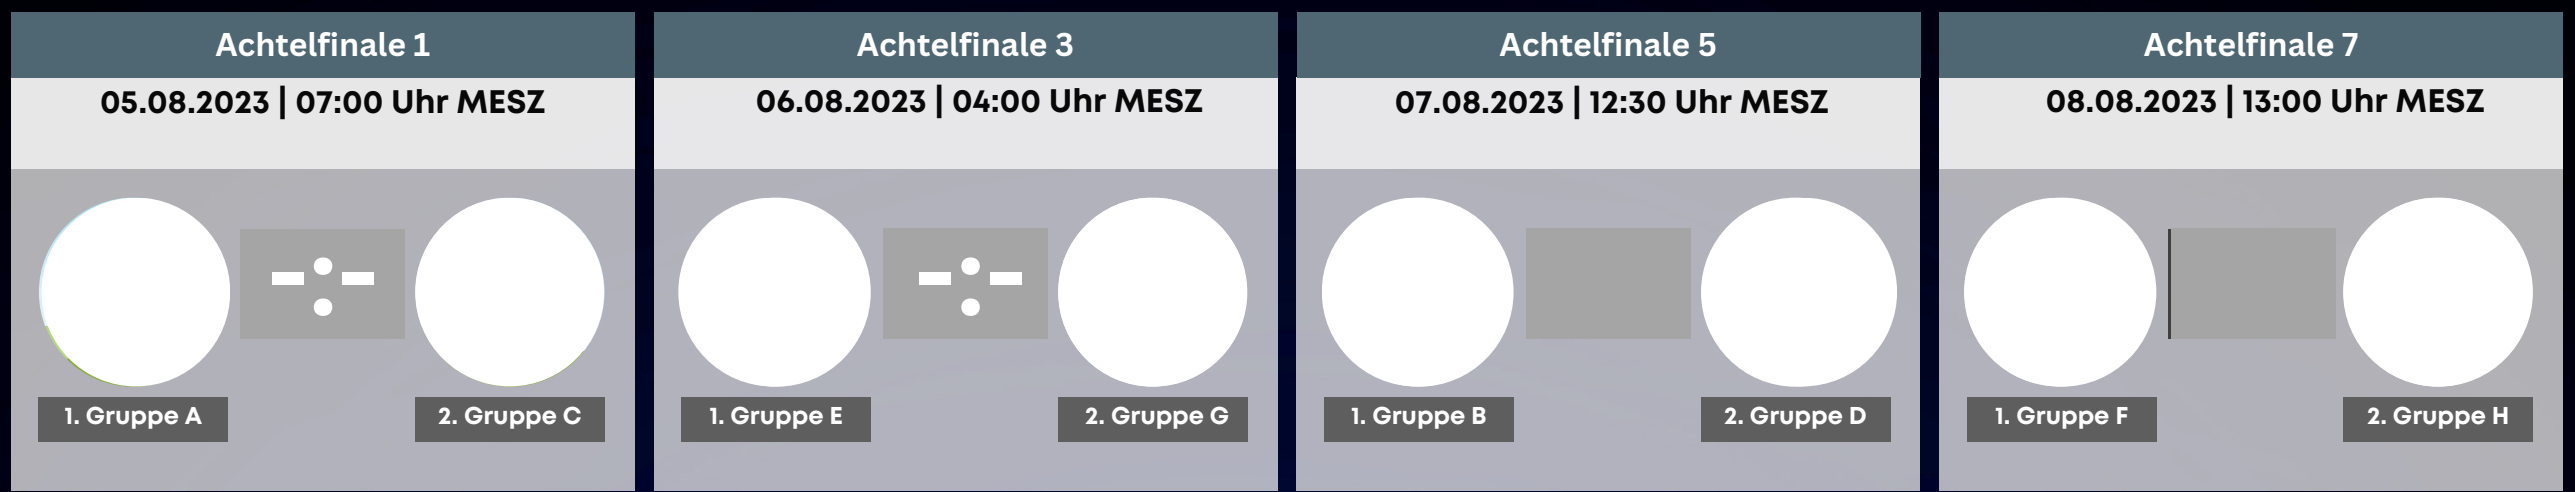 Achtelfinale 1
05.08.2023 | 07:00 Uhr MESZ
- : -
1. Gruppe A
2. Gruppe C
Achtelfinale 3
06.08.2023 | 04:00 Uhr MESZ
- : -
1. Gruppe E
2. Gruppe G
Achtelfinale 5
07.08.2023 | 12:30 Uhr MESZ
1. Gruppe B
2. Gruppe D
Achtelfinale 7
08.08.2023 | 13:00 Uhr MESZ
1. Gruppe F
2. Gruppe H